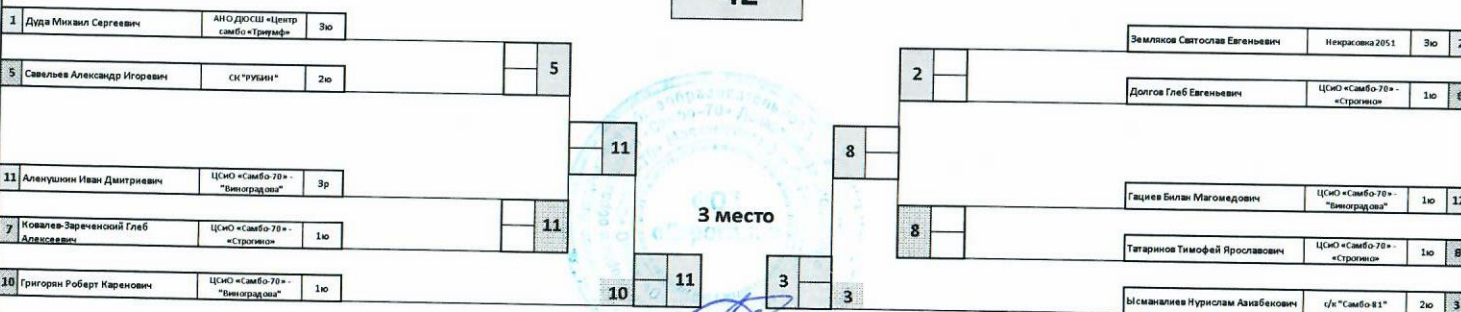 1 Дуда Михаил Сергеевич АНО ДЮСШ «Центр самбо «Триумф» 3ю
5 Савельев Александр Игоревич СК "РУБИН" 2ю
5
11 Аленушкин Иван Дмитриевич ЦСиО «Самбо-70» - "Виноградова" 3р
7 Ковалев-Зареченский Глеб Алексеевич ЦСиО «Самбо-70» - «Строгино» 1ю
11
11
10 Григорян Роберт Каренович ЦСиО «Самбо-70» - "Виноградова" 1ю
10 11
3 место
Земляков Святослав Евгеньевич Некрасовка 2051 3ю 2
Долгов Глеб Евгеньевич ЦСиО «Самбо-70» - «Строгино» 1ю
2
8
Гациев Билан Магомедович ЦСиО «Самбо-70» - "Виноградова" 1ю 12
Татаринов Тимофей Ярославович ЦСиО «Самбо-70» - «Строгино» 1ю 8
8
Ысманалиев Нурислам Азизбекович с/к "Самбо-81" 2ю 3
3 3